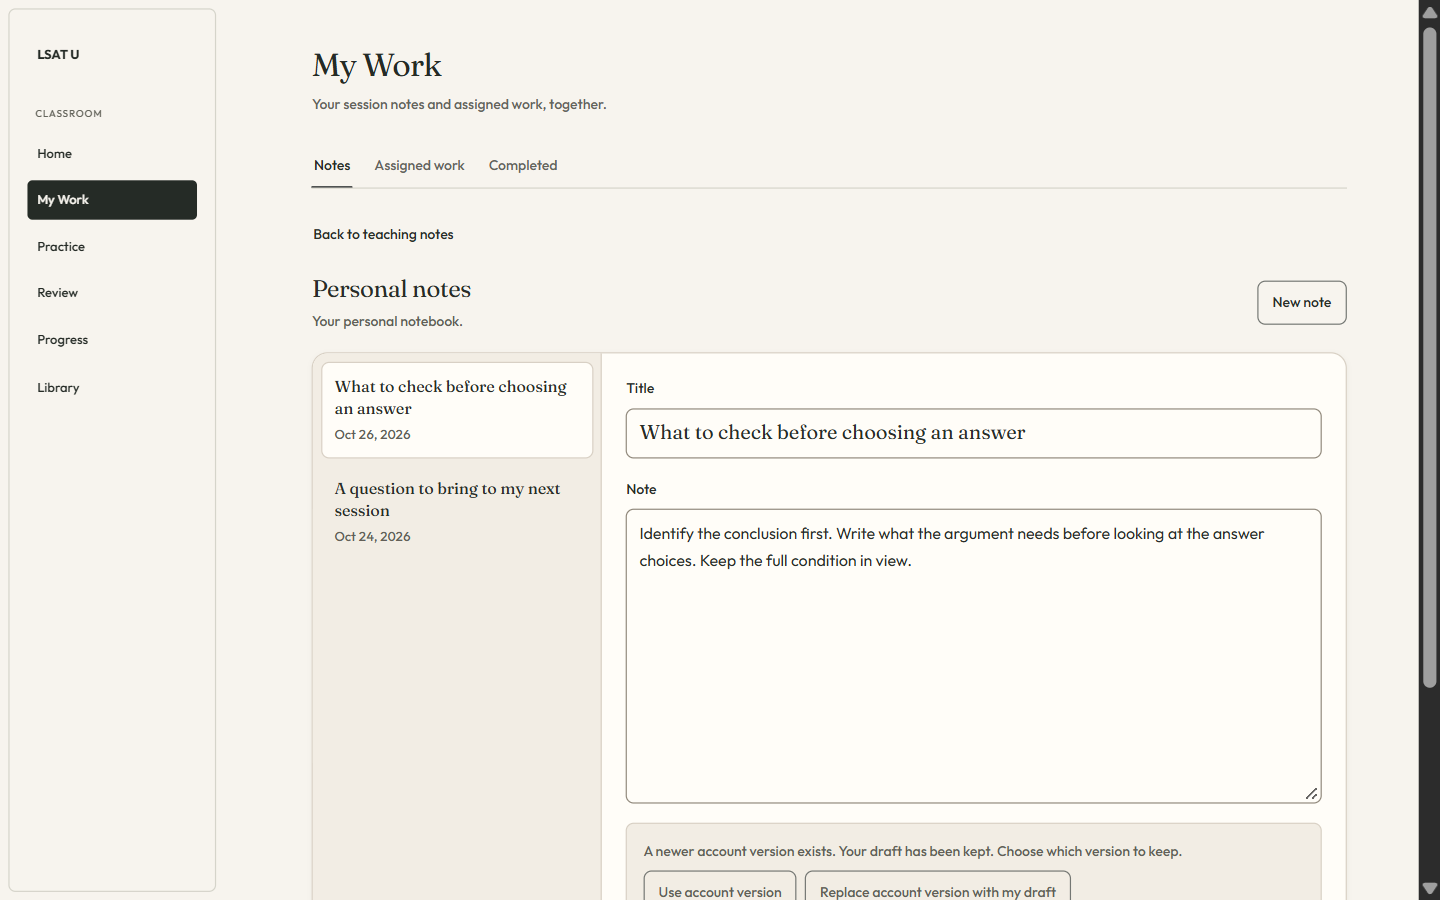 LSAT U
CLASSROOM
Home
My Work
Practice
Review
Progress
Library
My Work
Your session notes and assigned work, together.
Notes
Assigned work
Completed
Back to teaching notes
Personal notes
Your personal notebook.
New note
What to check before choosing
an answer
Oct 26, 2026
A question to bring to my next
session
Oct 24, 2026
Title
What to check before choosing an answer
Note
Identify the conclusion first. Write what the argument needs before looking at the answer
choices. Keep the full condition in view.
A newer account version exists. Your draft has been kept. Choose which version to keep.
Use account version
Replace account version with my draft